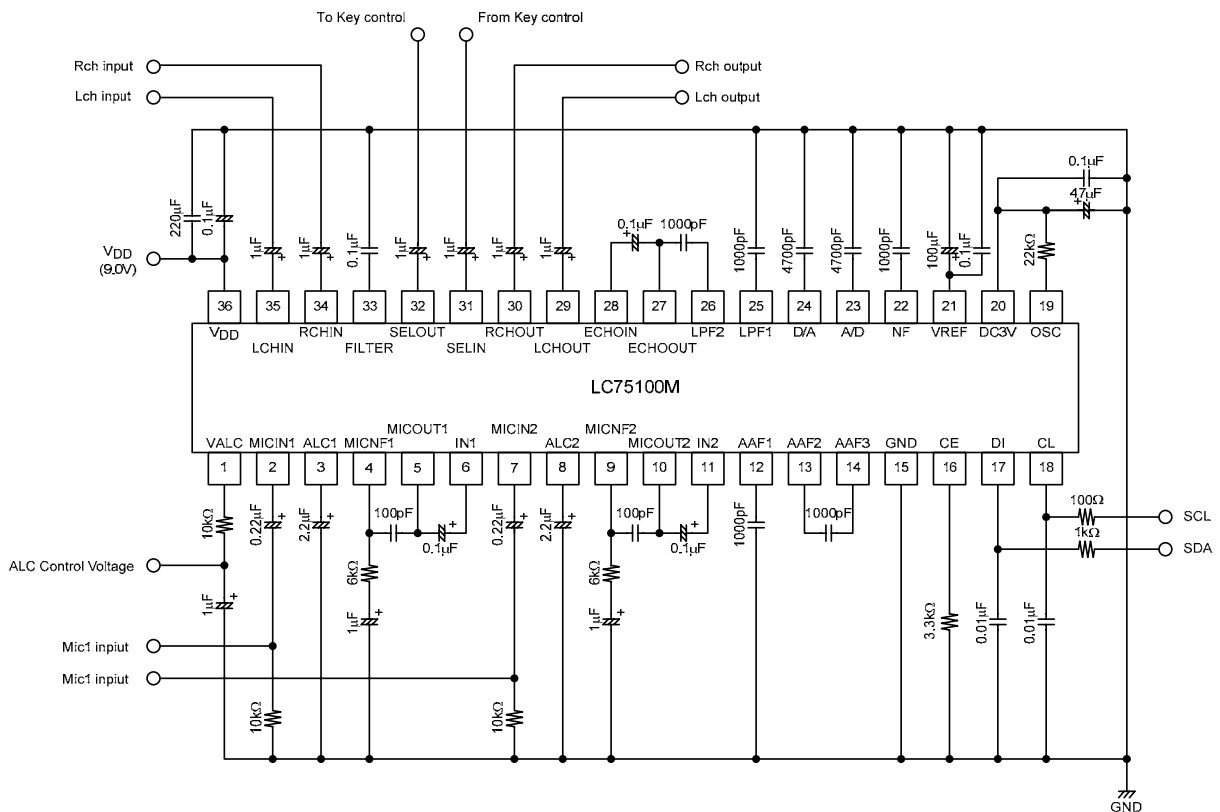 To Key control
From Key control
Rch input
Rch output
Lch input
Lch output
220µF
0.1µF
1µF
1µF
0.1µF
1µF
1µF
1µF
1µF
0.1µF
+
1000pF
1000pF
4700pF
4700pF
1000pF
100µF
0.1µF
0.1µF
47µF
+
22kΩ
VDD
(9.0V)
+
+
+
+
+
+
+
36 35 34 33 32 31 30 29 28 27 26 25 24 23 22 21 20 19
VDD RCHIN SELOUT RCHOUT ECHOIN LPF2 LPF1 D/A A/D NF VREF DC3V OSC
LCHIN FILTER SELIN LCHOUT ECHOOUT
LC75100M
MICOUT1 MICIN2 MICNF2
VALC MICIN1 ALC1 MICNF1 IN1 ALC2 MICOUT2 IN2 AAF1 AAF2 AAF3 GND CE DI CL
1 2 3 4 5 6 7 8 9 10 11 12 13 14 15 16 17 18
10kΩ
0.22µF
+
2.2µF
+
100pF
0.1µF
+
0.22µF
+
2.2µF
+
100pF
0.1µF
+
1000pF
1000pF
100Ω
SCL
1kΩ
SDA
ALC Control Voltage
1µF
+
6kΩ
1µF
+
6kΩ
1µF
+
3.3kΩ
0.01µF
0.01µF
Mic1 inpiut
Mic1 inpiut
10kΩ
10kΩ
GND